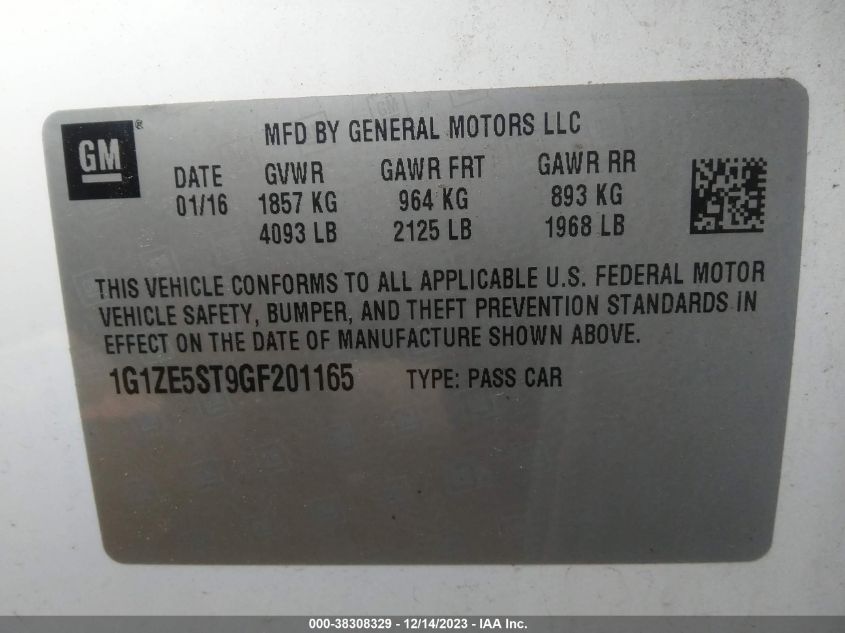 MFD BY GENERAL MOTORS LLC
GM ®
DATE GVWR GAWR FRT GAWR RR
01/16 1857 KG 964 KG 893 KG
4093 LB 2125 LB 1968 LB
THIS VEHICLE CONFORMS TO ALL APPLICABLE U.S. FEDERAL MOTOR
VEHICLE SAFETY, BUMPER, AND THEFT PREVENTION STANDARDS IN
EFFECT ON THE DATE OF MANUFACTURE SHOWN ABOVE.
1G1ZE5ST9GF201165 TYPE: PASS CAR
000-38308329 - 12/14/2023 - IAA Inc.